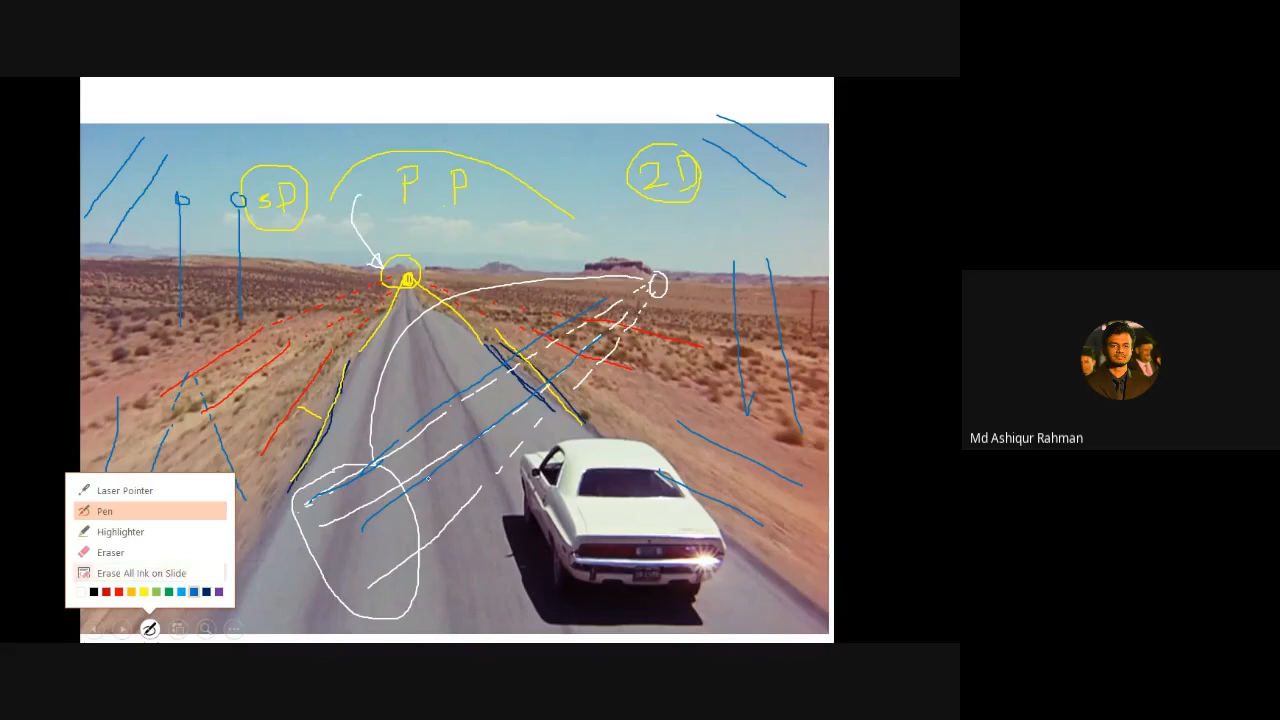 sP
P P
2D
Laser Pointer
Pen
Highlighter
Eraser
Erase All Ink on Slide
Md Ashiqur Rahman